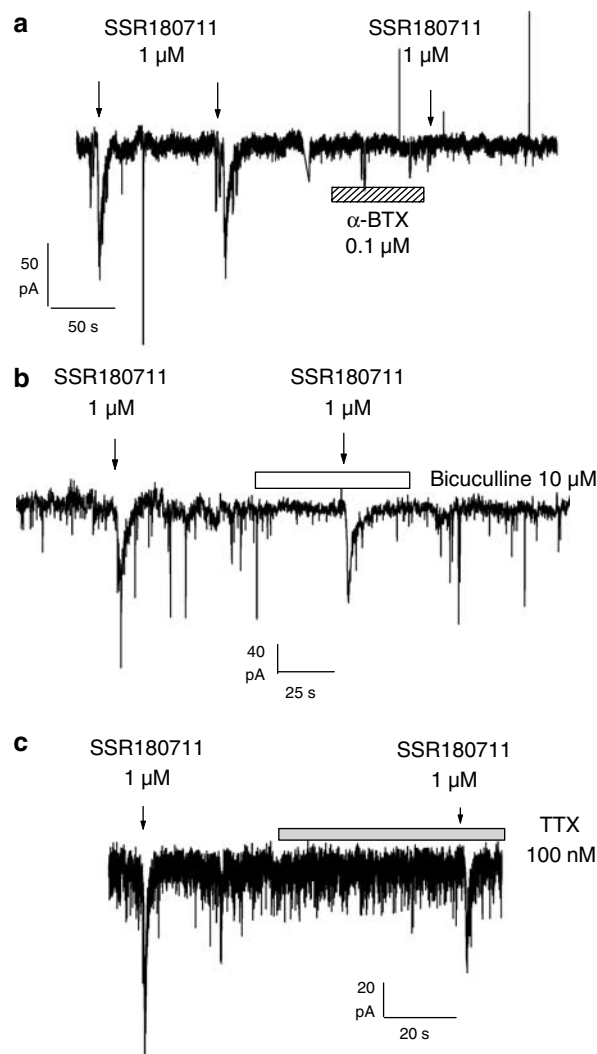 a
SSR180711
1 µM
SSR180711
1 µM
α-BTX
0.1 µM
50
pA
50 s
b
SSR180711
1 µM
SSR180711
1 µM
Bicuculline 10 µM
40
pA
25 s
c
SSR180711
1 µM
SSR180711
1 µM
TTX
100 nM
20
pA
20 s